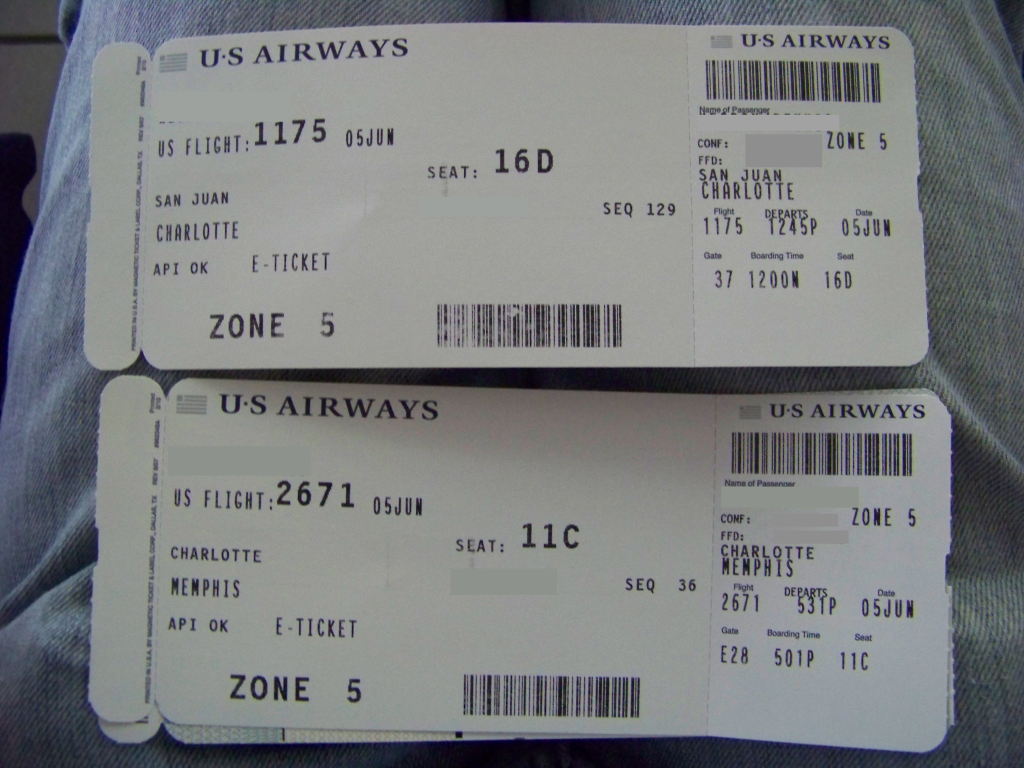 U·S AIRWAYS
US FLIGHT: 1175 05JUN
SEAT: 16D
SAN JUAN
SEQ 129
CHARLOTTE
API OK E-TICKET
ZONE 5
U·S AIRWAYS
Name of Passenger
CONF: ZONE 5
FFD:
SAN JUAN
CHARLOTTE
Flight DEPARTS Date
1175 1245P 05JUN
Gate Boarding Time Seat
37 1200N 16D
U·S AIRWAYS
US FLIGHT: 2671 05JUN
SEAT: 11C
CHARLOTTE
SEQ 36
MEMPHIS
API OK E-TICKET
ZONE 5
U·S AIRWAYS
Name of Passenger
CONF: ZONE 5
FFD:
CHARLOTTE
MEMPHIS
Flight DEPARTS Date
2671 531P 05JUN
Gate Boarding Time Seat
E28 501P 11C